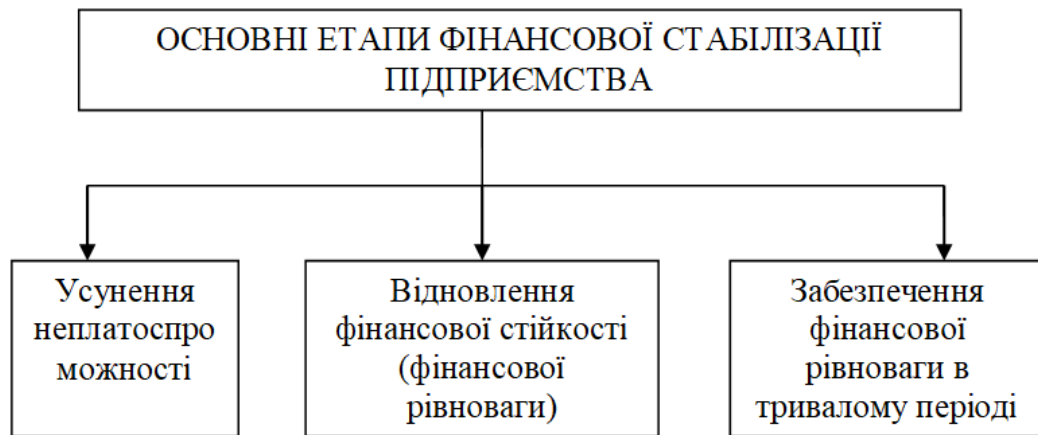 ОСНОВНІ ЕТАПИ ФІНАНСОВОЇ СТАБІЛІЗАЦІЇ
ПІДПРИЄМСТВА
Усунення
неплатоспро
можності
Відновлення
фінансової стійкості
(фінансової
рівноваги)
Забезпечення
фінансової
рівноваги в
тривалому періоді